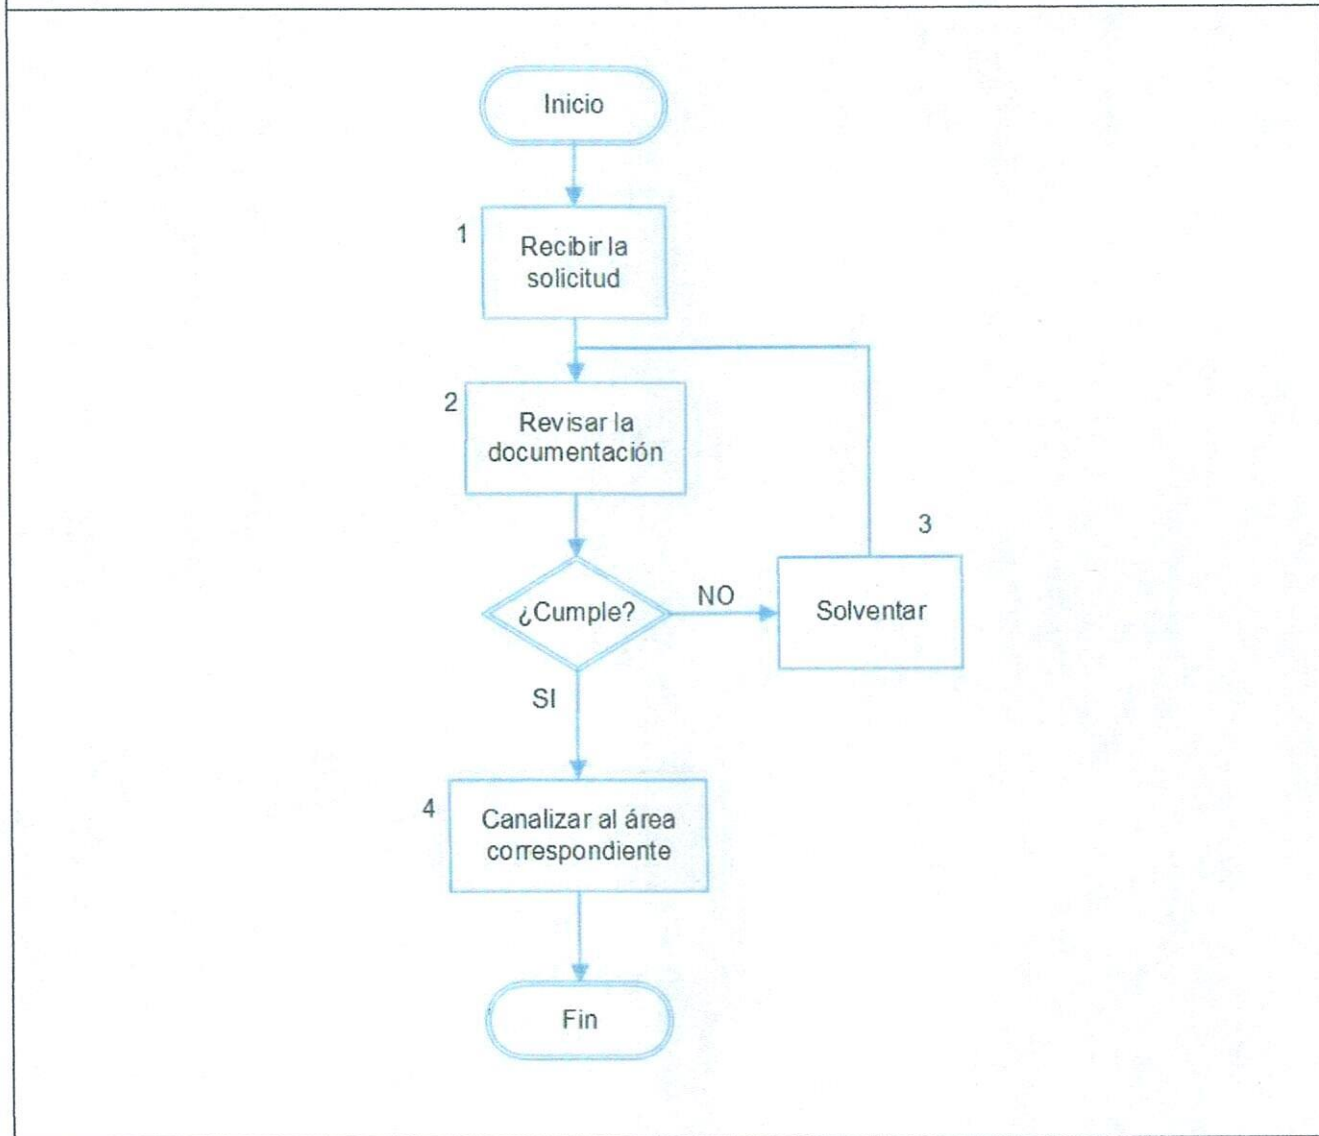 Inicio
1
Recibir la
solicitud
2
Revisar la
documentación
¿Cumple?
NO
3
Solventar
SI
4
Canalizar al área
correspondiente
Fin